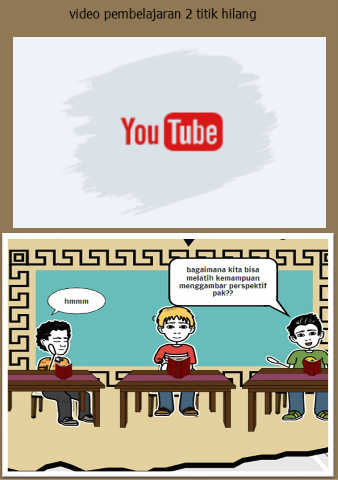 video pembelajaran 2 titik hilang
YouTube
bagaimana kita bisa
melatih kemampuan
menggambar perspektif
pak??
hmmm